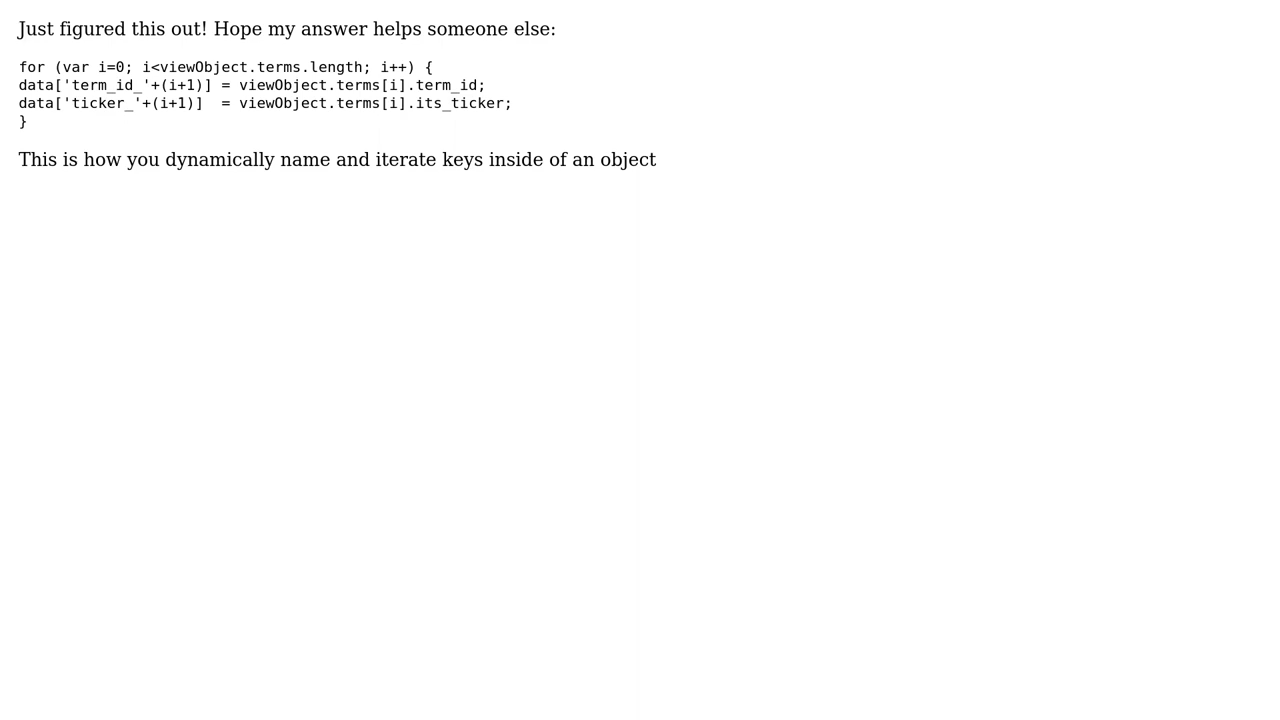 Just figured this out! Hope my answer helps someone else:
for (var i=0; i<viewObject.terms.length; i++) {
data['term_id_'+(i+1)] = viewObject.terms[i].term_id;
data['ticker_'+(i+1)]  = viewObject.terms[i].its_ticker;
}
This is how you dynamically name and iterate keys inside of an object